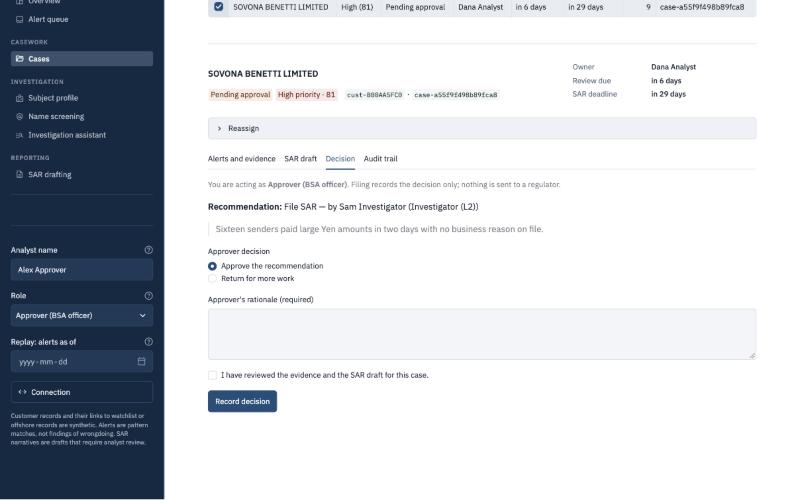 Overview
Alert queue
CASEWORK
Cases
INVESTIGATION
Subject profile
Name screening
Investigation assistant
REPORTING
SAR drafting
Analyst name
Alex Approver
Role
Approver (BSA officer)
Replay: alerts as of
yyyy-mm-dd
Connection
Customer records and their links to watchlist or
offshore records are synthetic. Alerts are pattern
matches, not findings of wrongdoing. SAR
narratives are drafts that require analyst review.
SOVONA BENETTI LIMITED High (81) Pending approval Dana Analyst in 6 days in 29 days 9 case-a55f9f498b89fca8
SOVONA BENETTI LIMITED
Pending approval High priority · 81 cust-808AA5FC0 · case-a55f9f498b89fca8
Owner Dana Analyst
Review due in 6 days
SAR deadline in 29 days
Reassign
Alerts and evidence SAR draft Decision Audit trail
You are acting as Approver (BSA officer). Filing records the decision only; nothing is sent to a regulator.
Recommendation: File SAR — by Sam Investigator (Investigator (L2))
Sixteen senders paid large Yen amounts in two days with no business reason on file.
Approver decision
Approve the recommendation
Return for more work
Approver's rationale (required)
I have reviewed the evidence and the SAR draft for this case.
Record decision